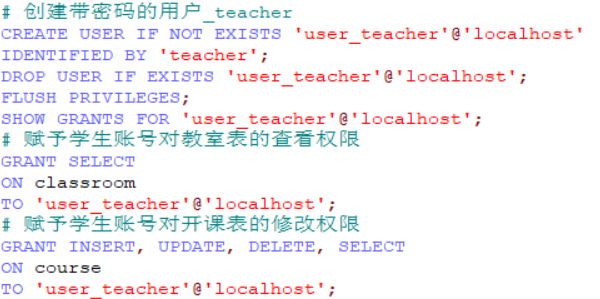 # 创建带密码的用户_teacher
CREATE USER IF NOT EXISTS 'user_teacher'@'localhost'
IDENTIFIED BY 'teacher';
DROP USER IF EXISTS 'user_teacher'@'localhost';
FLUSH PRIVILEGES;
SHOW GRANTS FOR 'user_teacher'@'localhost';
# 赋予学生账号对教室表的查看权限
GRANT SELECT
ON classroom
TO 'user_teacher'@'localhost';
# 赋予学生账号对开课表的修改权限
GRANT INSERT, UPDATE, DELETE, SELECT
ON course
TO 'user_teacher'@'localhost';